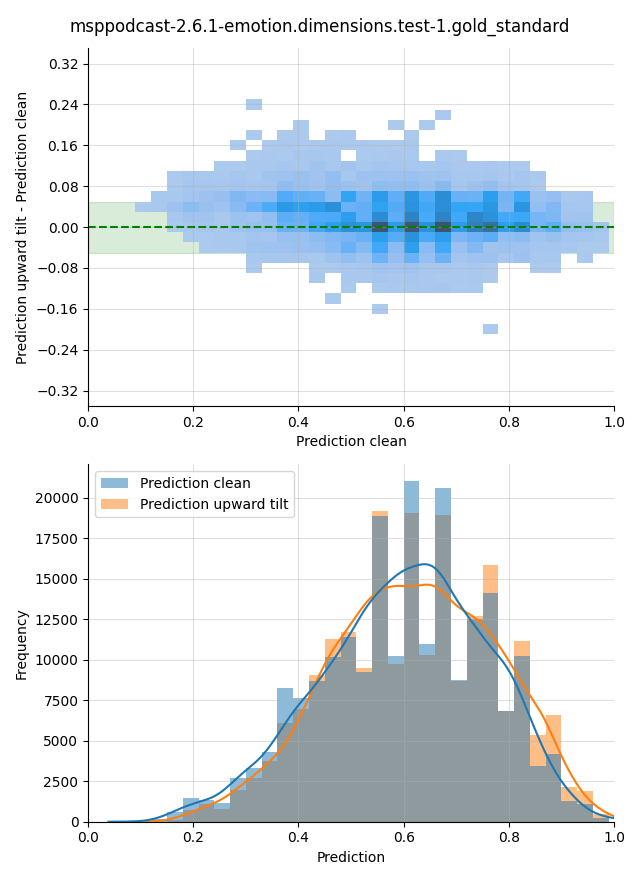 msppodcast-2.6.1-emotion.dimensions.test-1.gold_standard
Prediction upward tilt - Prediction clean
0.32
0.24
0.16
0.08
0.00
−0.08
−0.16
−0.24
−0.32
0.0 0.2 0.4 0.6 0.8 1.0
Prediction clean
Frequency
20000
17500
15000
12500
10000
7500
5000
2500
0
Prediction clean
Prediction upward tilt
0.0 0.2 0.4 0.6 0.8 1.0
Prediction